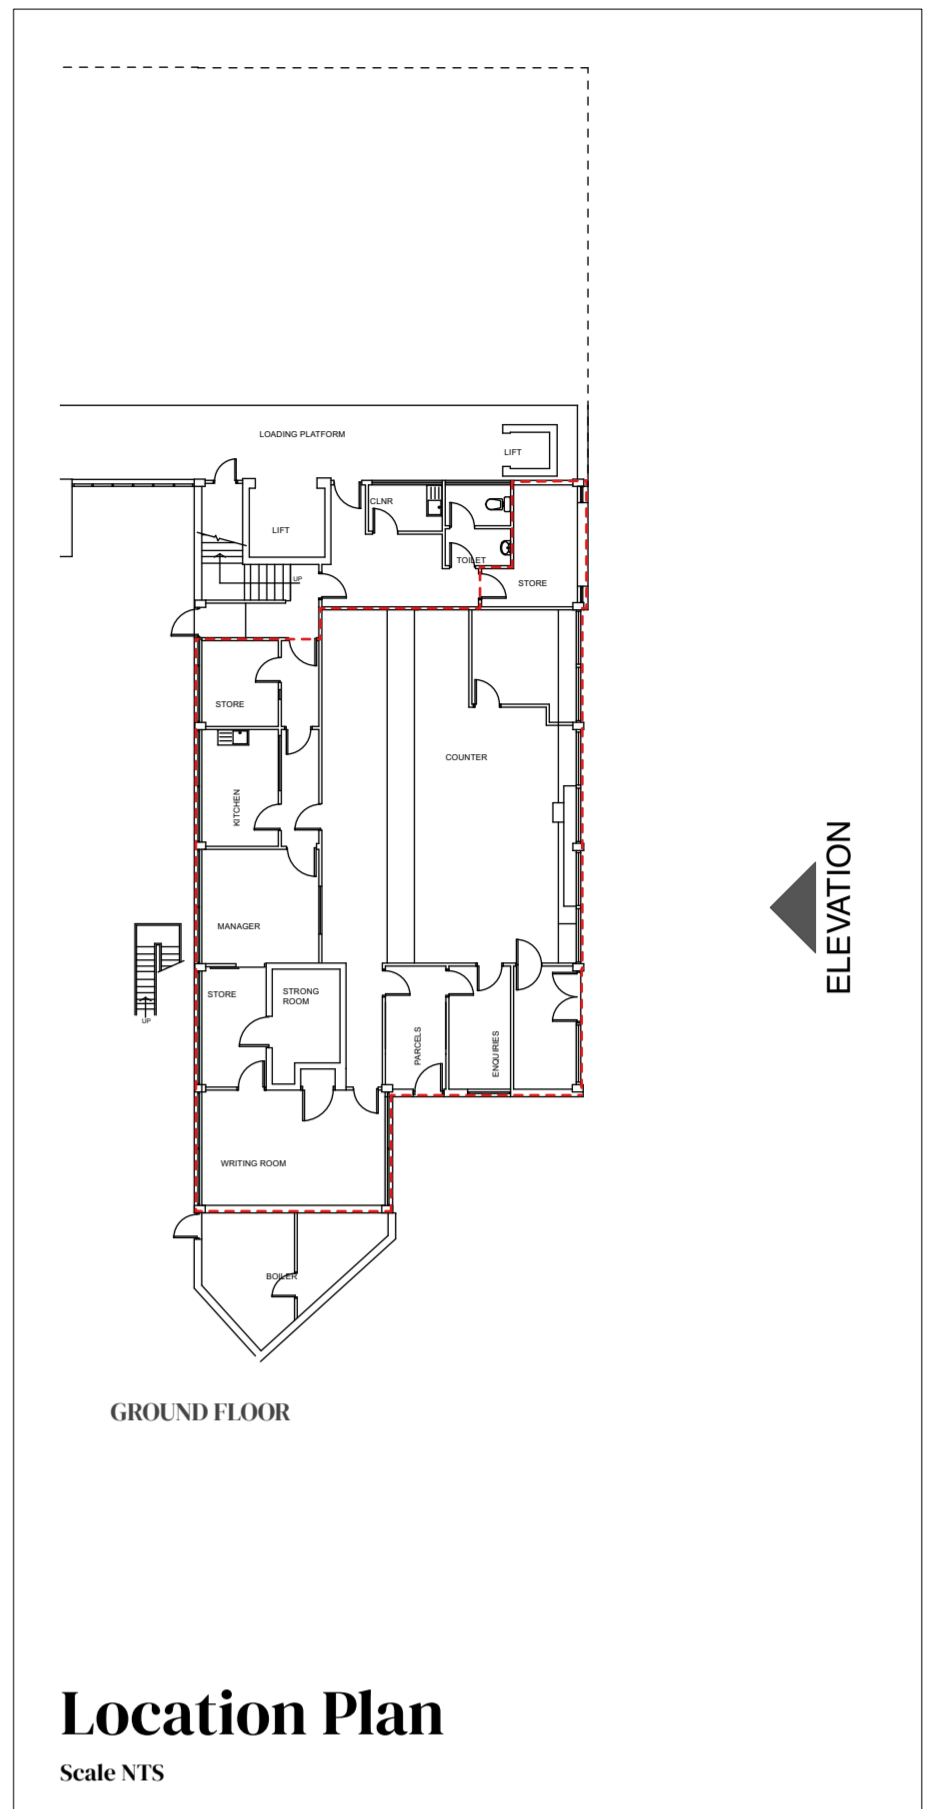 LOADING PLATFORM
LIFT
CLNR
LIFT
TOILET
UP
STORE
STORE
COUNTER
KITCHEN
ELEVATION
MANAGER
STORE
STRONG
ROOM
UP
PARCELS
ENQUIRIES
WRITING ROOM
BOILER
GROUND FLOOR
Location Plan
Scale NTS